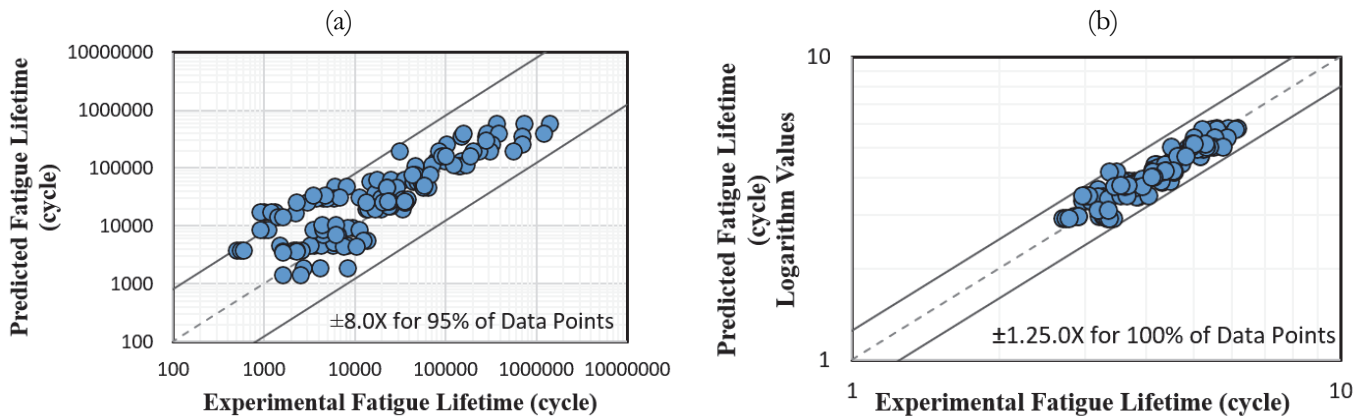 (a)
10000000
1000000
100000
10000
1000
100
Predicted Fatigue Lifetime
(cycle)
±8.0X for 95% of Data Points
100
1000
10000
100000
1000000
10000000
Experimental Fatigue Lifetime (cycle)
(b)
10
1
Predicted Fatigue Lifetime
(cycle)
Logarithm Values
±1.25.0X for 100% of Data Points
1
10
Experimental Fatigue Lifetime (cycle)